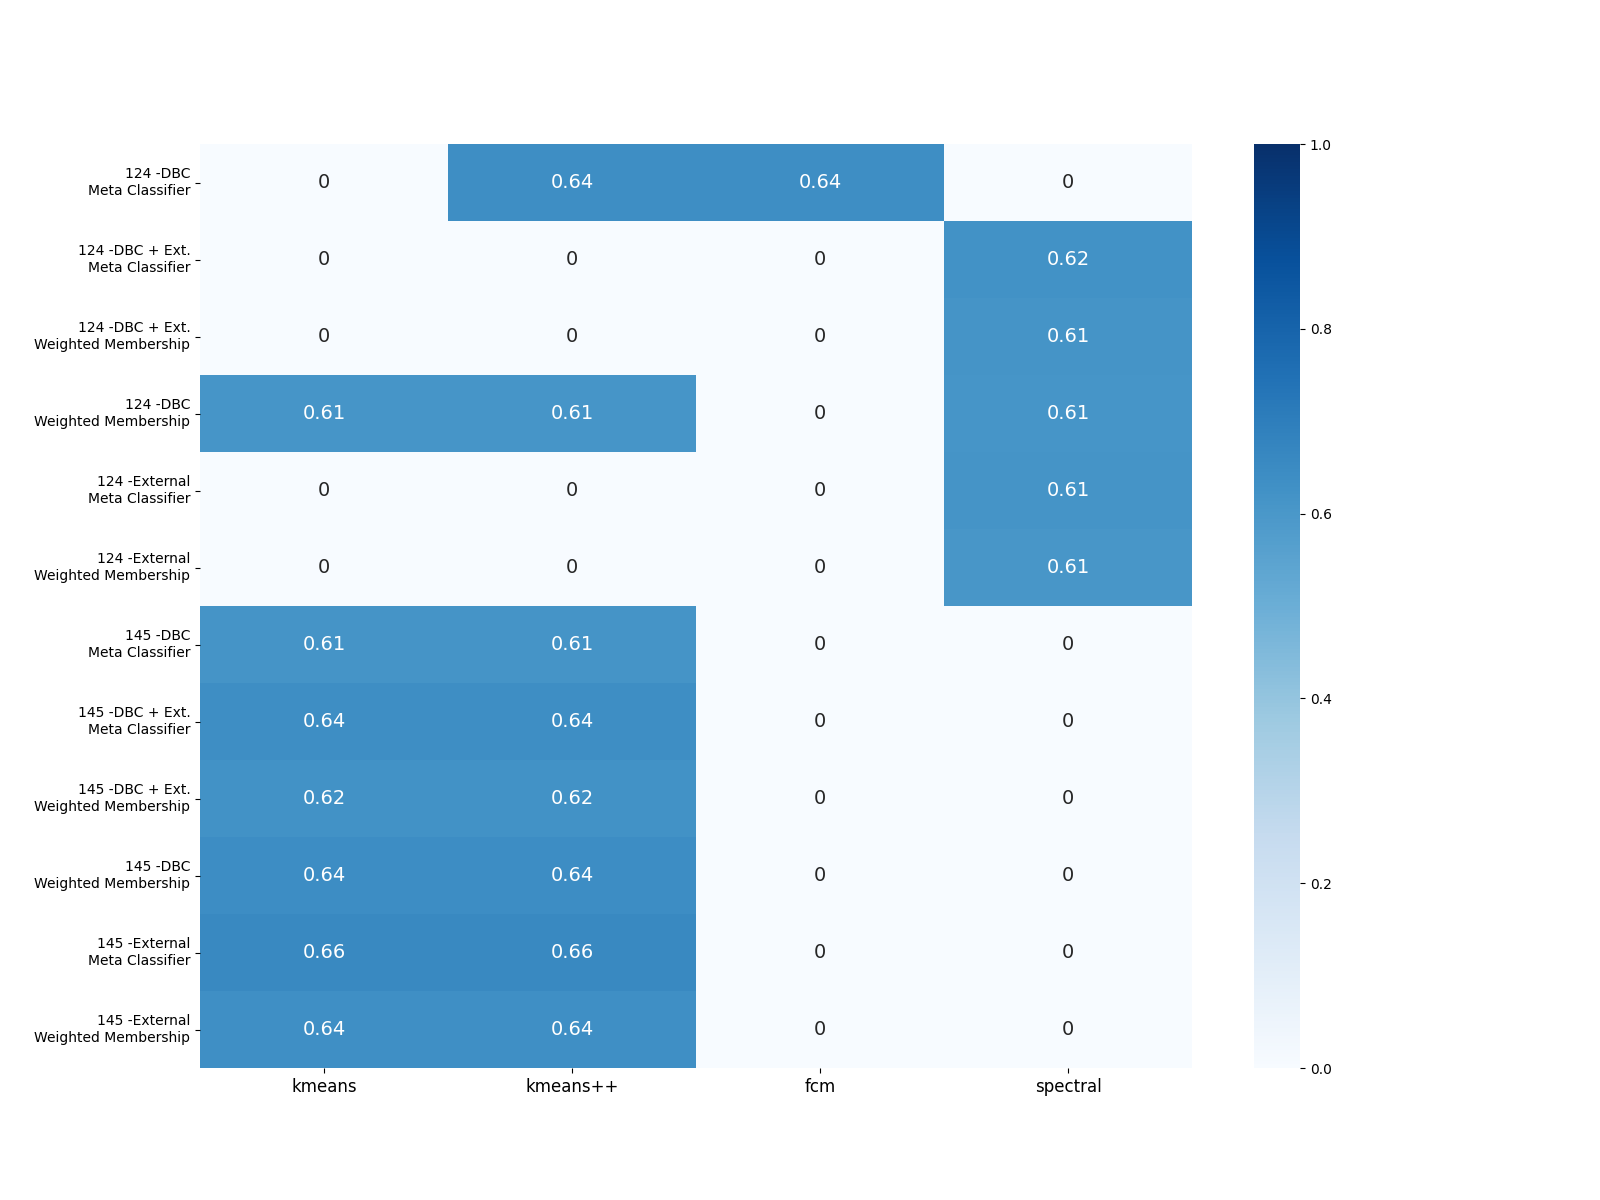 124 -DBC
Meta Classifier
0
0.64
0.64
0
124 -DBC + Ext.
Meta Classifier
0
0
0
0.62
124 -DBC + Ext.
Weighted Membership
0
0
0
0.61
124 -DBC
Weighted Membership
0.61
0.61
0
0.61
124 -External
Meta Classifier
0
0
0
0.61
124 -External
Weighted Membership
0
0
0
0.61
145 -DBC
Meta Classifier
0.61
0.61
0
0
145 -DBC + Ext.
Meta Classifier
0.64
0.64
0
0
145 -DBC + Ext.
Weighted Membership
0.62
0.62
0
0
145 -DBC
Weighted Membership
0.64
0.64
0
0
145 -External
Meta Classifier
0.66
0.66
0
0
145 -External
Weighted Membership
0.64
0.64
0
0
kmeans
kmeans++
fcm
spectral
1.0
0.8
0.6
0.4
0.2
0.0